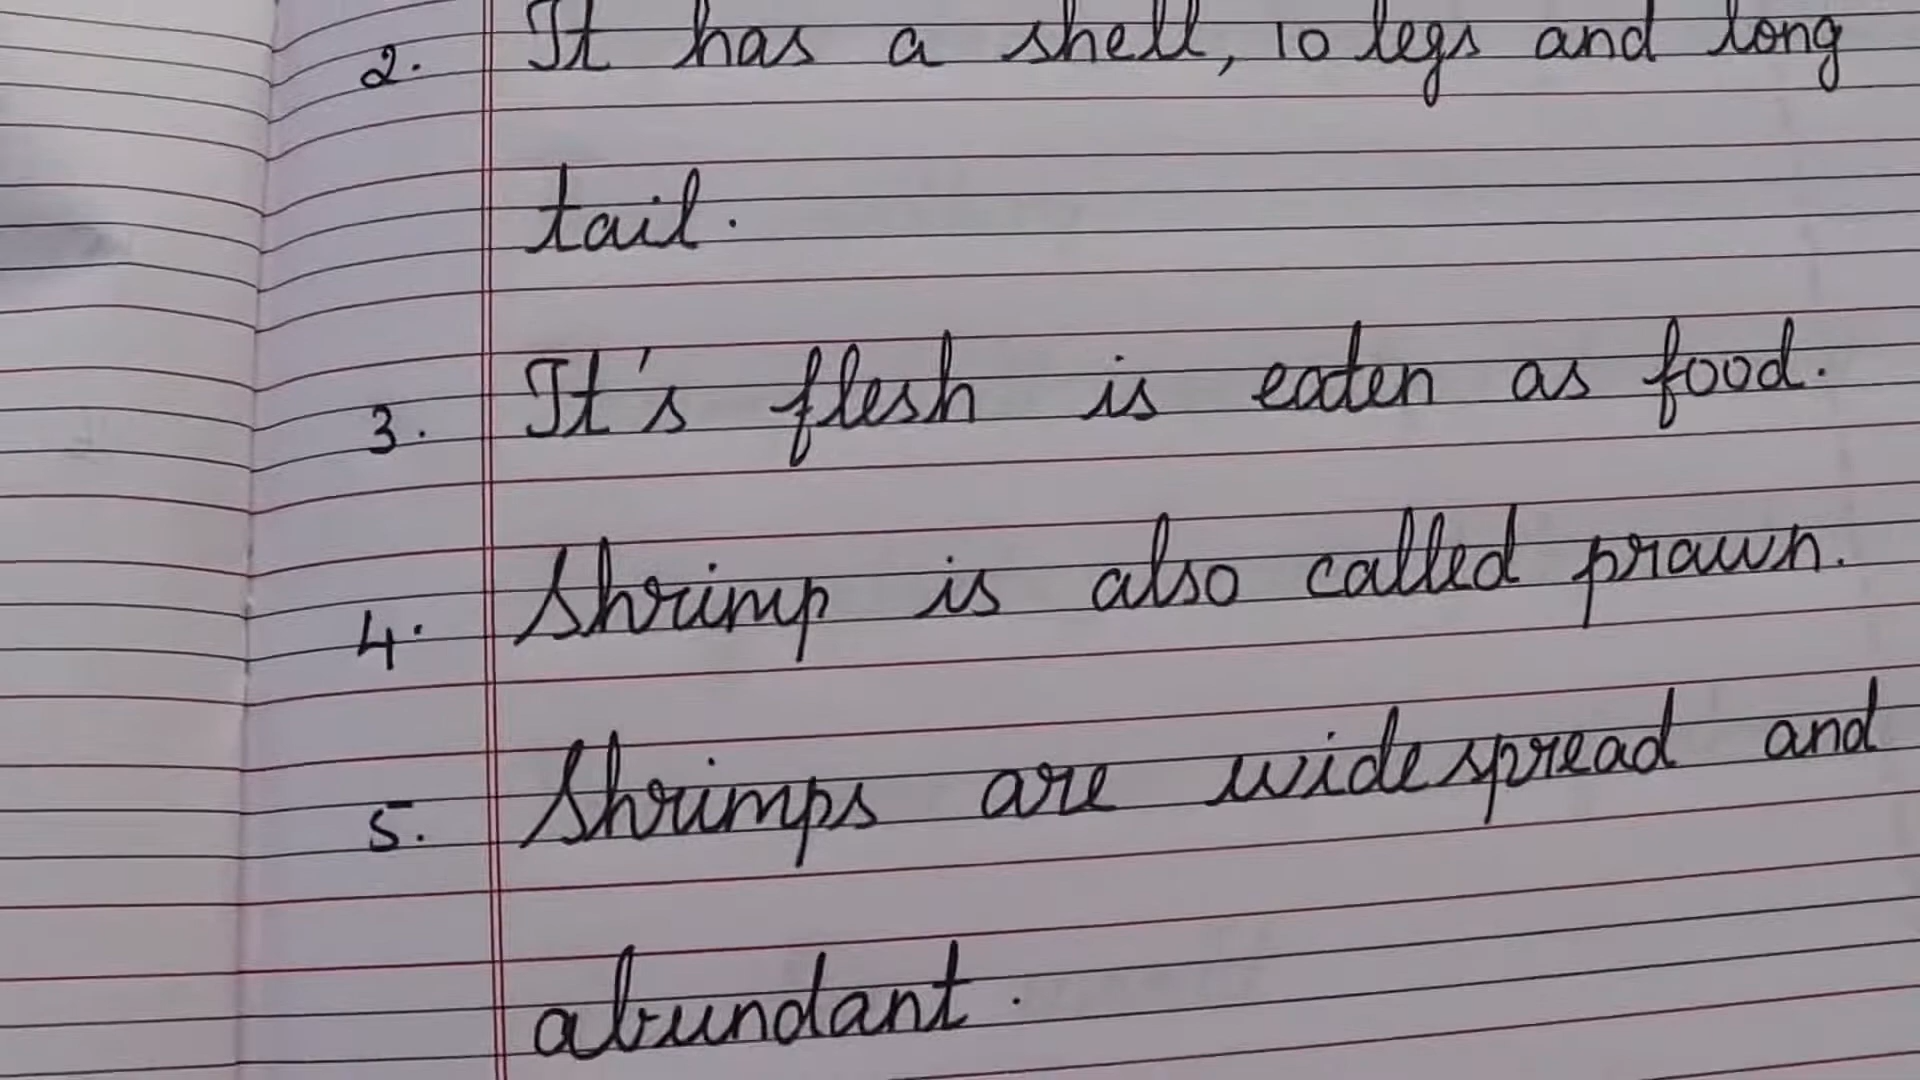 2. It has a shell, 10 legs and long
tail.
3. It's flesh is eaten as food.
4. Shrimp is also called prawn.
5. Shrimps are widespread and
abundant.